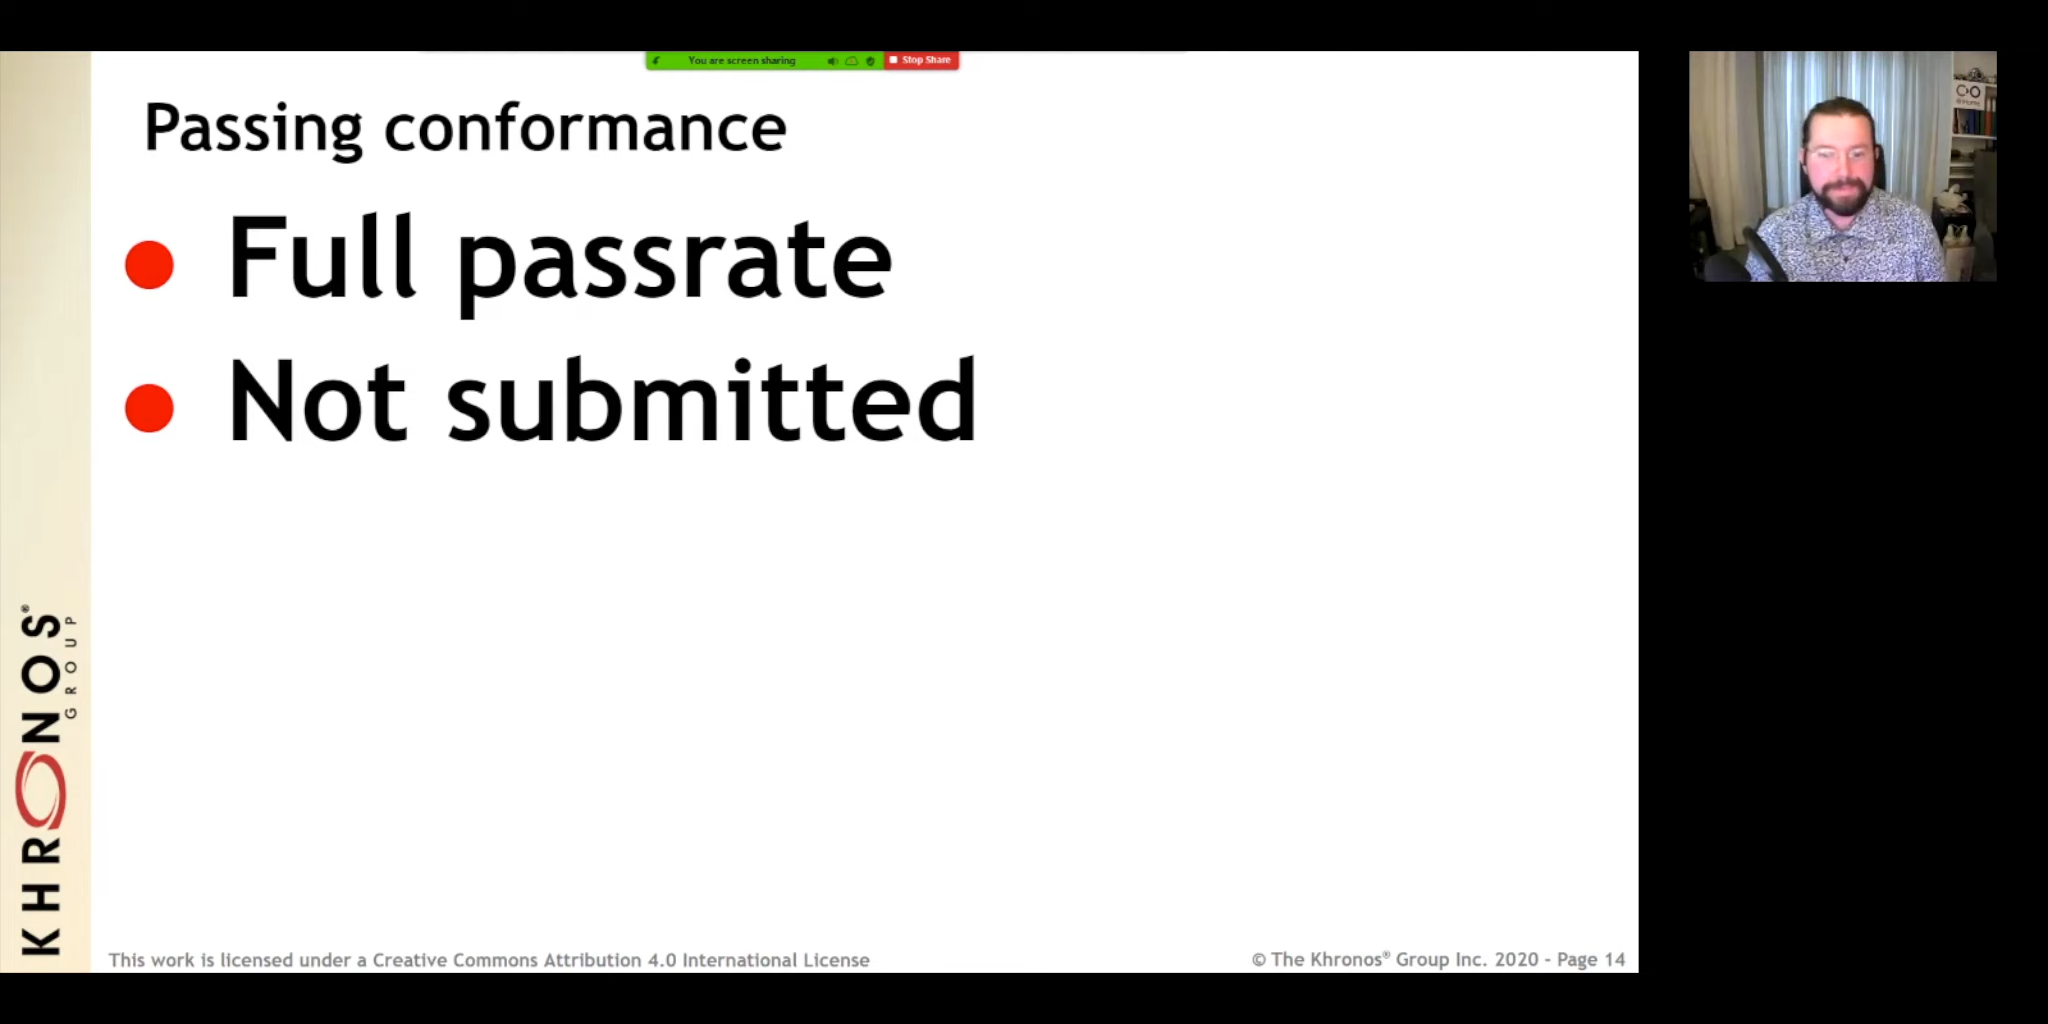 You are screen sharing
Stop Share
Passing conformance
Full passrate
Not submitted
KHRONOS®
GROUP
This work is licensed under a Creative Commons Attribution 4.0 International License
© The Khronos® Group Inc. 2020 - Page 14